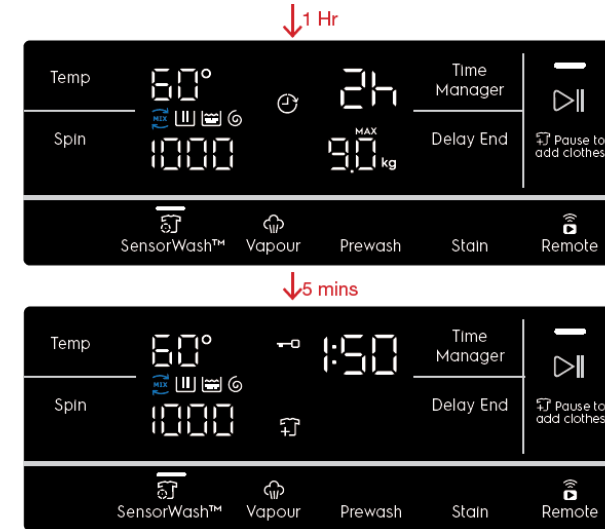 1 Hr
Temp 60° 2h Time
Manager
MIX
Spin 1000 MAX
9.0 kg Delay End Pause to
add clothes
SensorWash™ Vapour Prewash Stain Remote
5 mins
Temp 60° 1:50 Time
Manager
MIX
Spin 1000 Delay End Pause to
add clothes
SensorWash™ Vapour Prewash Stain Remote